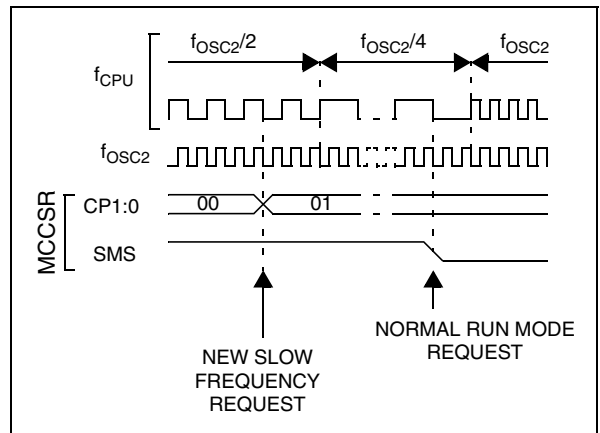 fOSC2/2 fOSC2/4 fOSC2
fCPU
fOSC2
MCCSR
CP1:0 00 01
SMS
NEW SLOW
FREQUENCY
REQUEST
NORMAL RUN MODE
REQUEST